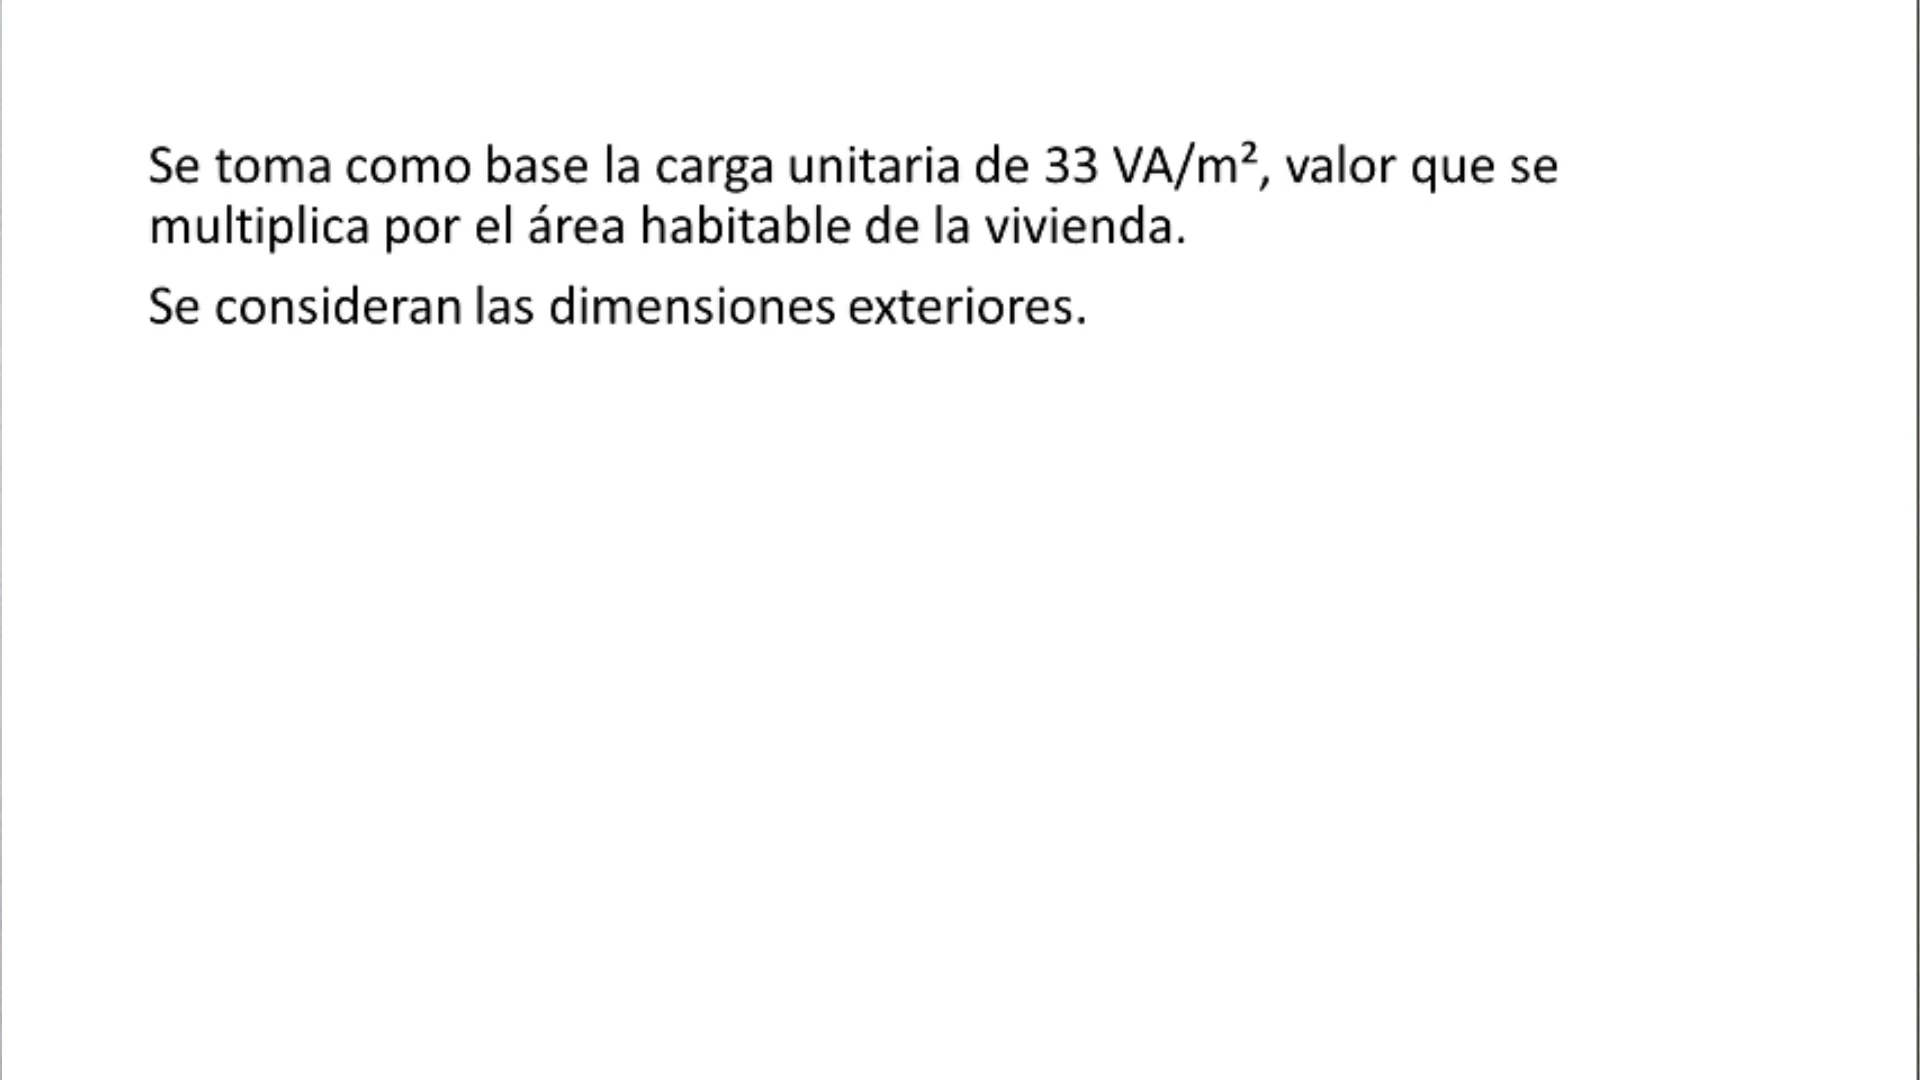 Se toma como base la carga unitaria de 33 VA/m², valor que se
multiplica por el área habitable de la vivienda.
Se consideran las dimensiones exteriores.